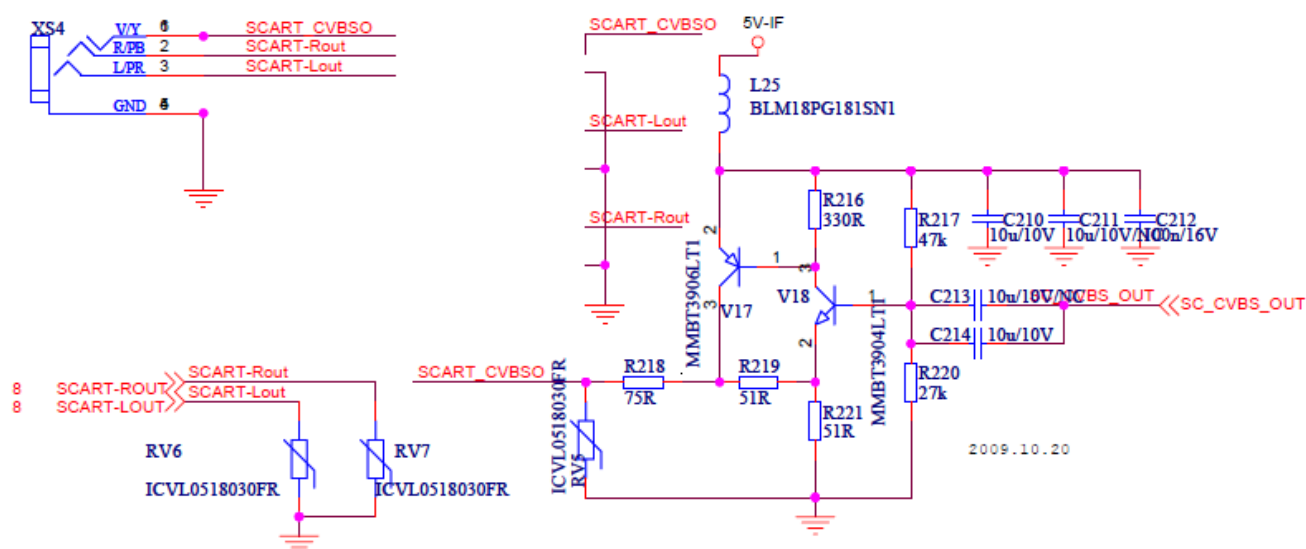 XS4
V/Y
SCART_CVBSO
R/PB 2 SCART-Rout
L/PR 3 SCART-Lout
GND
SCART_CVBSO
5V-IF
L25
BLM18PG181SN1
SCART-Lout
SCART-Rout
R216
330R
R217
47k
C210
10u/10V
C211
10u/10V/NC
C212
100n/16V
2
1
3
V17
MMBT3906LT1
3
1
2
V18
MMBT3904LT1
C213 10u/10V/NC
SC_CVBS_OUT
C214 10u/10V
R220
27k
SCART_CVBSO
R218
75R
R219
51R
R221
51R
ICVL0518030FR
RV5
2009.10.20
8 SCART-ROUT SCART-Rout
8 SCART-LOUT SCART-Lout
RV6
ICVL0518030FR
RV7
ICVL0518030FR